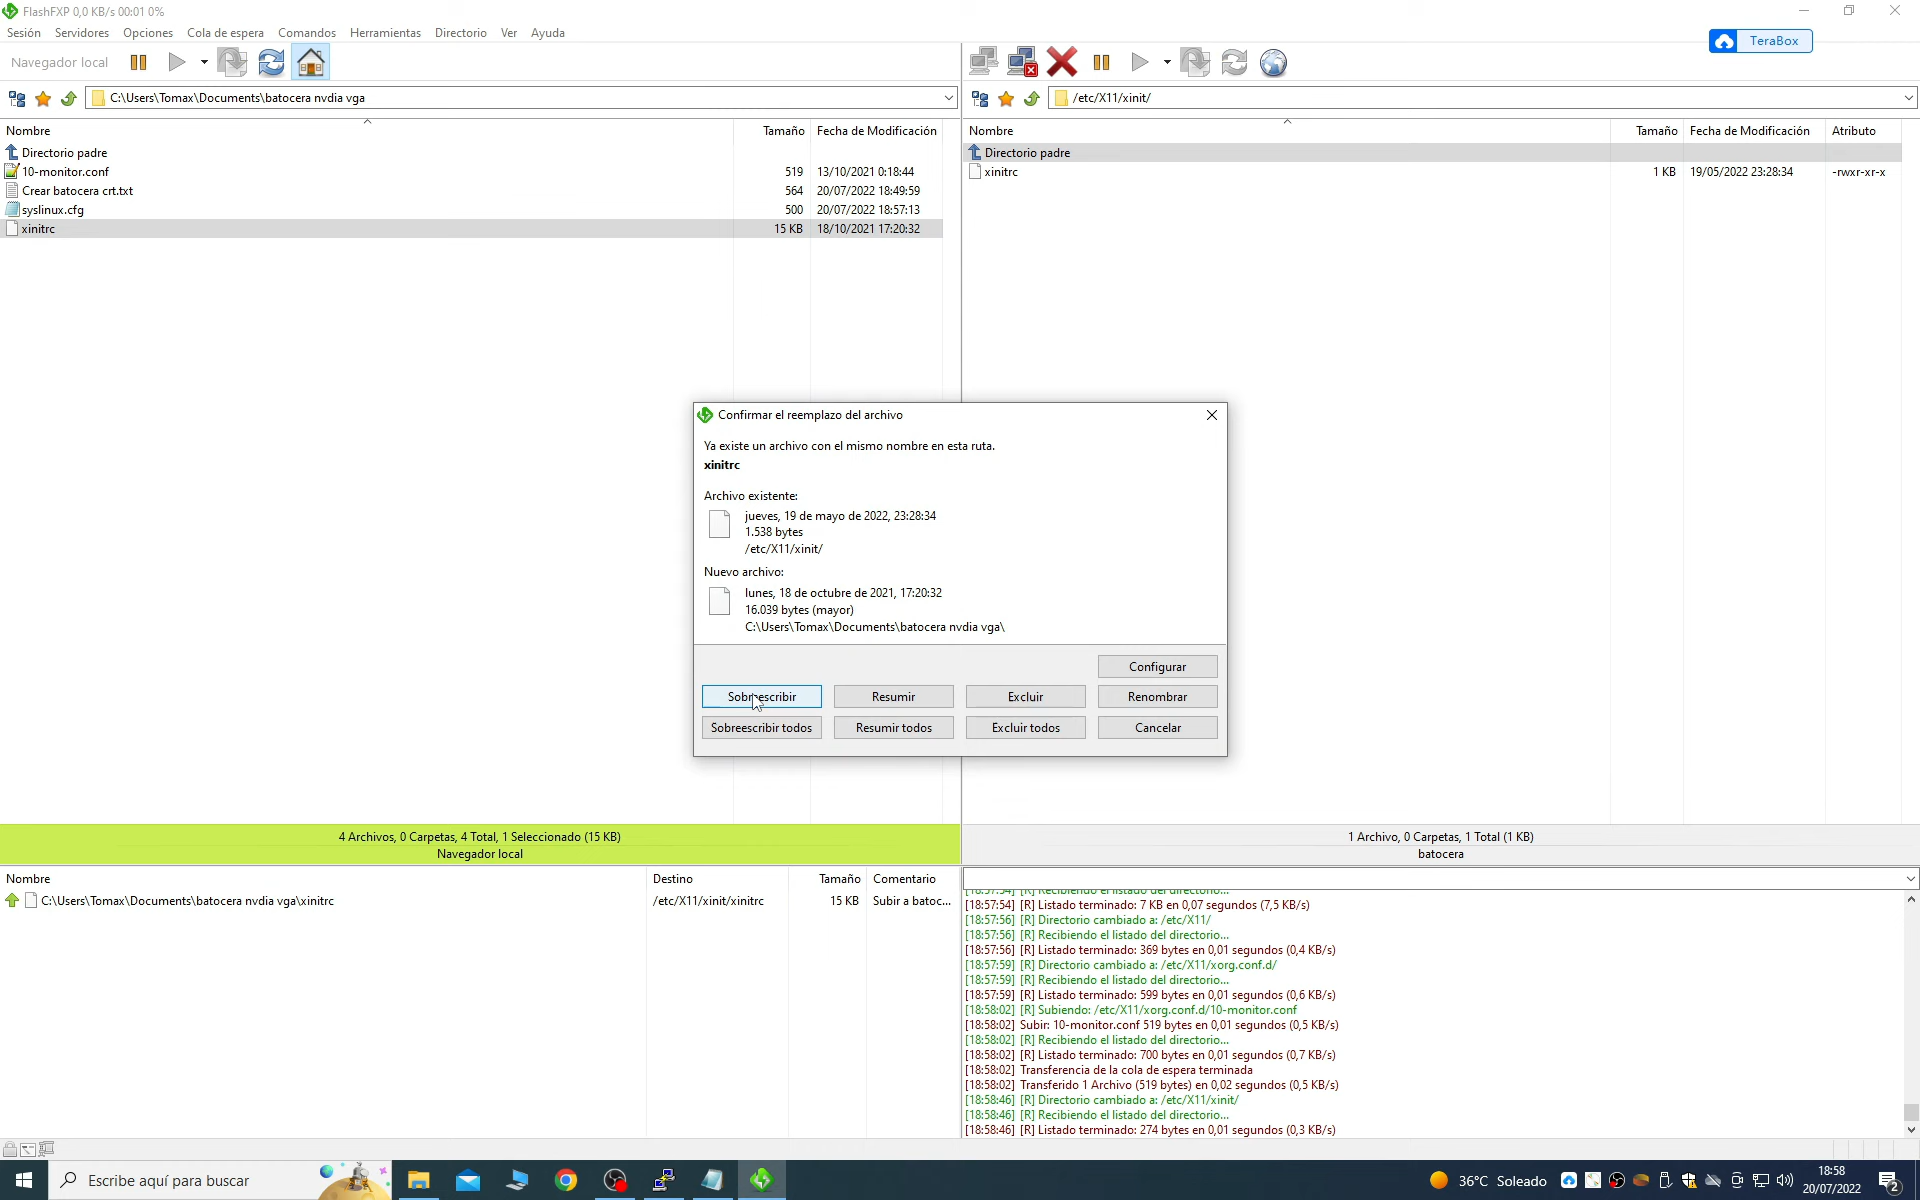 FlashFXP 0,0 KB/s 00:01 0%
Sesión Servidores Opciones Cola de espera Comandos Herramientas Directorio Ver Ayuda
TeraBox
Navegador local
C:\Users\Tomax\Documents\batocera nvdia vga
/etc/X11/xinit/
Nombre Tamaño Fecha de Modificación
Directorio padre
10-monitor.conf 519 13/10/2021 0:18:44
Crear batocera crt.txt 564 20/07/2022 18:49:59
syslinux.cfg 500 20/07/2022 18:57:13
xinitrc 15 KB 18/10/2021 17:20:32
Nombre Tamaño Fecha de Modificación Atributo
Directorio padre
xinitrc 1 KB 19/05/2022 23:28:34 -rwxr-xr-x
Confirmar el reemplazo del archivo
Ya existe un archivo con el mismo nombre en esta ruta.
xinitrc
Archivo existente:
jueves, 19 de mayo de 2022, 23:28:34
1.538 bytes
/etc/X11/xinit/
Nuevo archivo:
lunes, 18 de octubre de 2021, 17:20:32
16.039 bytes (mayor)
C:\Users\Tomax\Documents\batocera nvdia vga\
Configurar
Sobreescribir Resumir Excluir Renombrar
Sobreescribir todos Resumir todos Excluir todos Cancelar
4 Archivos, 0 Carpetas, 4 Total, 1 Seleccionado (15 KB)
Navegador local
1 Archivo, 0 Carpetas, 1 Total (1 KB)
batocera
Nombre Destino Tamaño Comentario
C:\Users\Tomax\Documents\batocera nvdia vga\xinitrc /etc/X11/xinit/xinitrc 15 KB Subir a batoc...
[18:57:54] [R] Recibiendo el listado del directorio...
[18:57:54] [R] Listado terminado: 7 KB en 0,07 segundos (7,5 KB/s)
[18:57:56] [R] Directorio cambiado a: /etc/X11/
[18:57:56] [R] Recibiendo el listado del directorio...
[18:57:56] [R] Listado terminado: 369 bytes en 0,01 segundos (0,4 KB/s)
[18:57:59] [R] Directorio cambiado a: /etc/X11/xorg.conf.d/
[18:57:59] [R] Recibiendo el listado del directorio...
[18:57:59] [R] Listado terminado: 599 bytes en 0,01 segundos (0,6 KB/s)
[18:58:02] [R] Subiendo: /etc/X11/xorg.conf.d/10-monitor.conf
[18:58:02] Subir: 10-monitor.conf 519 bytes en 0,01 segundos (0,5 KB/s)
[18:58:02] [R] Recibiendo el listado del directorio...
[18:58:02] [R] Listado terminado: 700 bytes en 0,01 segundos (0,7 KB/s)
[18:58:02] Transferencia de la cola de espera terminada
[18:58:02] Transferido 1 Archivo (519 bytes) en 0,02 segundos (0,5 KB/s)
[18:58:46] [R] Directorio cambiado a: /etc/X11/xinit/
[18:58:46] [R] Recibiendo el listado del directorio...
[18:58:46] [R] Listado terminado: 274 bytes en 0,01 segundos (0,3 KB/s)
Escribe aquí para buscar
36°C Soleado
18:58
20/07/2022
2